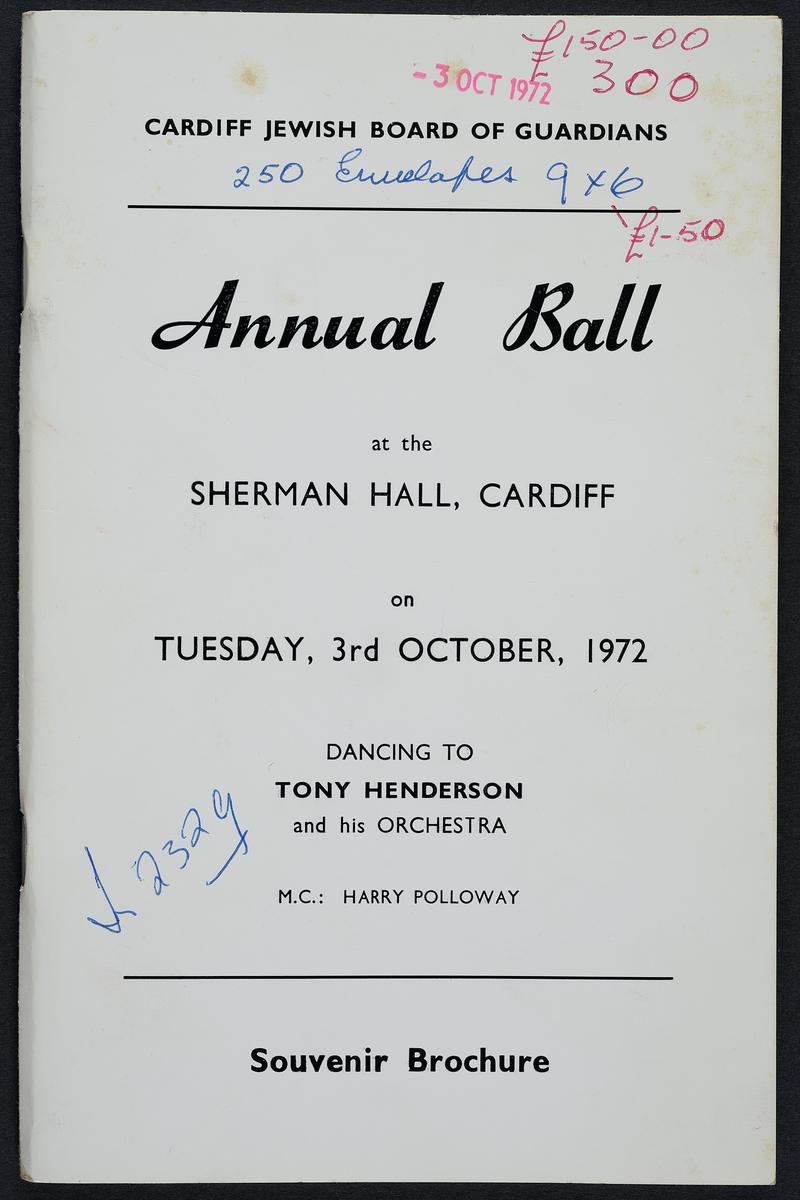 £150-00
- 3 OCT 1972 300
CARDIFF JEWISH BOARD OF GUARDIANS
250 Envelopes 9x6
£1-50
Annual Ball
at the
SHERMAN HALL, CARDIFF
on
TUESDAY, 3rd OCTOBER, 1972
DANCING TO
TONY HENDERSON
and his ORCHESTRA
2329
M.C.: HARRY POLLOWAY
Souvenir Brochure